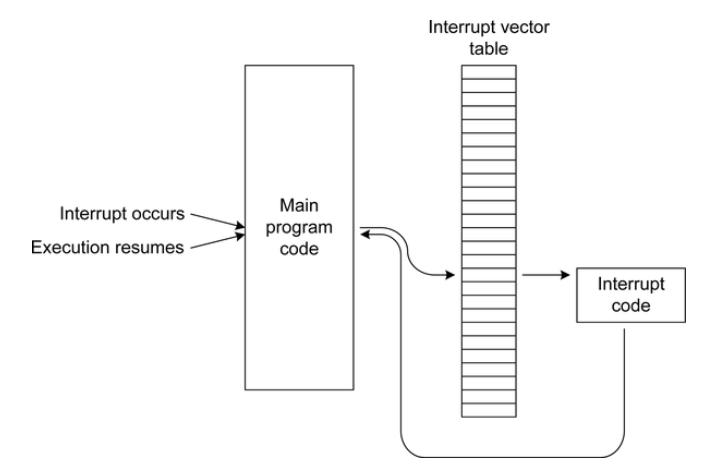 Interrupt vector
table
Main
program
code
Interrupt occurs
Execution resumes
Interrupt
code